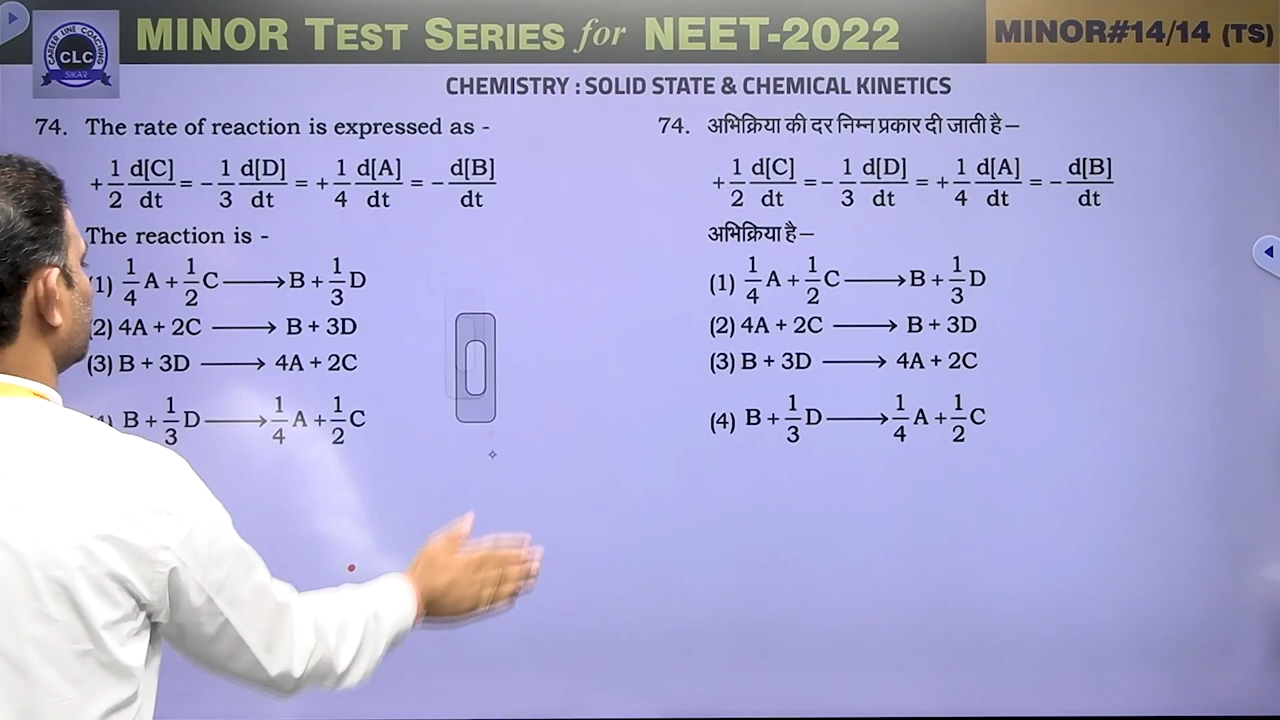 CAREER LINE COACHING
CLC
SIKAR
MINOR TEST SERIES for NEET-2022
MINOR#14/14 (TS)
CHEMISTRY : SOLID STATE & CHEMICAL KINETICS
74. The rate of reaction is expressed as -
+1/2 d[C]/dt = -1/3 d[D]/dt = +1/4 d[A]/dt = - d[B]/dt
The reaction is -
1) 1/4 A + 1/2 C ⟶ B + 1/3 D
2) 4A + 2C ⟶ B + 3D
(3) B + 3D ⟶ 4A + 2C
) B + 1/3 D ⟶ 1/4 A + 1/2 C
74. अभिक्रिया की दर निम्न प्रकार दी जाती है –
+1/2 d[C]/dt = -1/3 d[D]/dt = +1/4 d[A]/dt = - d[B]/dt
अभिक्रिया है –
(1) 1/4 A + 1/2 C ⟶ B + 1/3 D
(2) 4A + 2C ⟶ B + 3D
(3) B + 3D ⟶ 4A + 2C
(4) B + 1/3 D ⟶ 1/4 A + 1/2 C